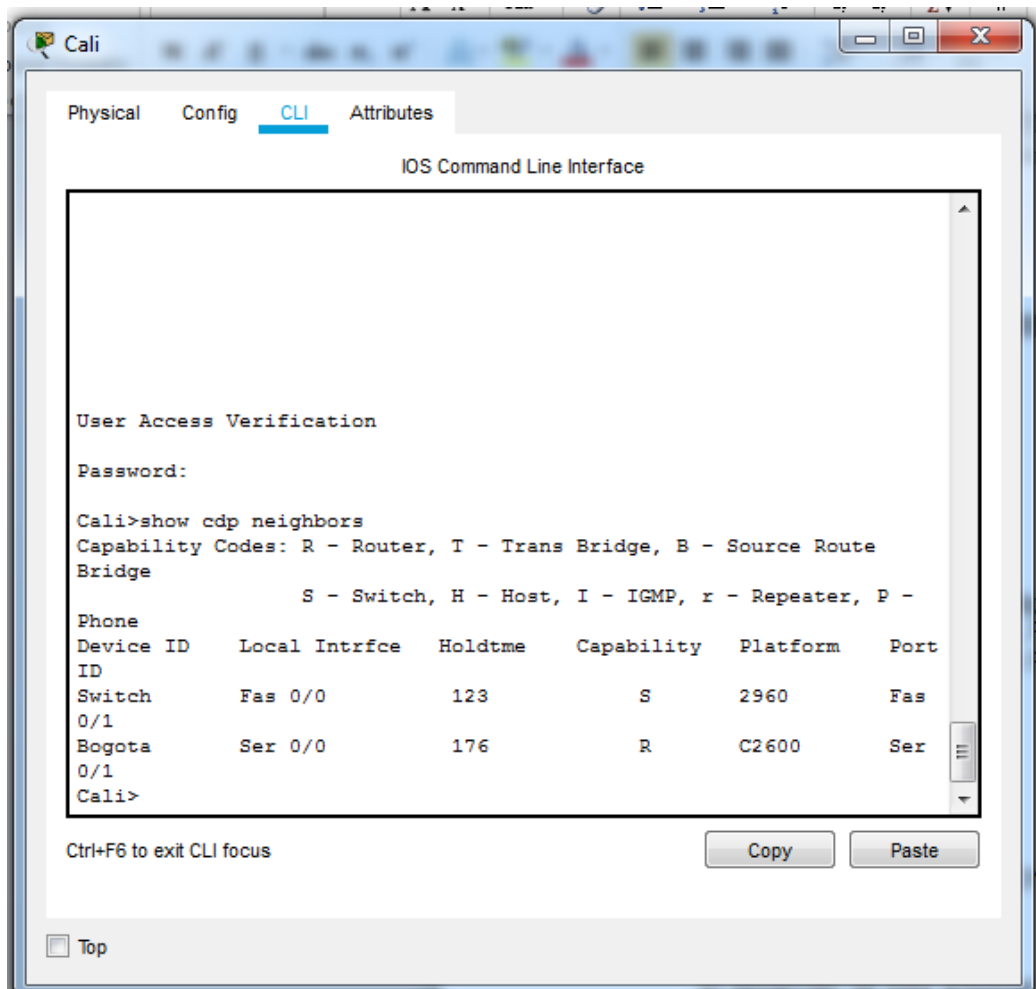 Cali
Physical Config CLI Attributes
IOS Command Line Interface
User Access Verification
Password:
Cali>show cdp neighbors
Capability Codes: R - Router, T - Trans Bridge, B - Source Route
Bridge
S - Switch, H - Host, I - IGMP, r - Repeater, P -
Phone
Device ID Local Intrfce Holdtme Capability Platform Port
ID
Switch Fas 0/0 123 S 2960 Fas
0/1
Bogota Ser 0/0 176 R C2600 Ser
0/1
Cali>
Ctrl+F6 to exit CLI focus Copy Paste
Top